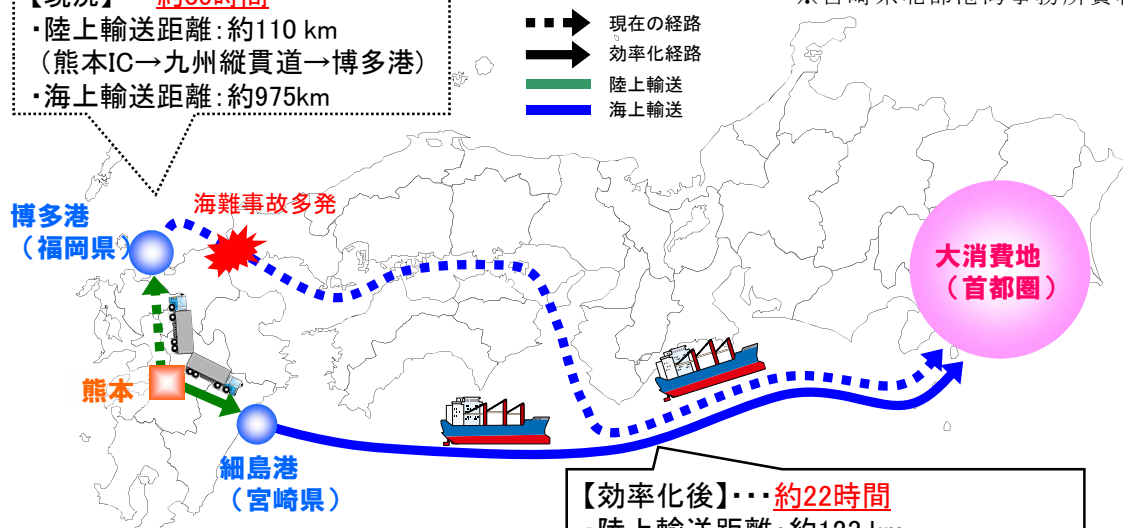 ・陸上輸送距離：約110 km
（熊本IC→九州縦貫道→博多港）
・海上輸送距離：約975km
現在の経路
効率化経路
陸上輸送
海上輸送
海難事故多発
博多港
（福岡県）
大消費地
（首都圏）
熊本
細島港
（宮崎県）
【効率化後】･･･約22時間